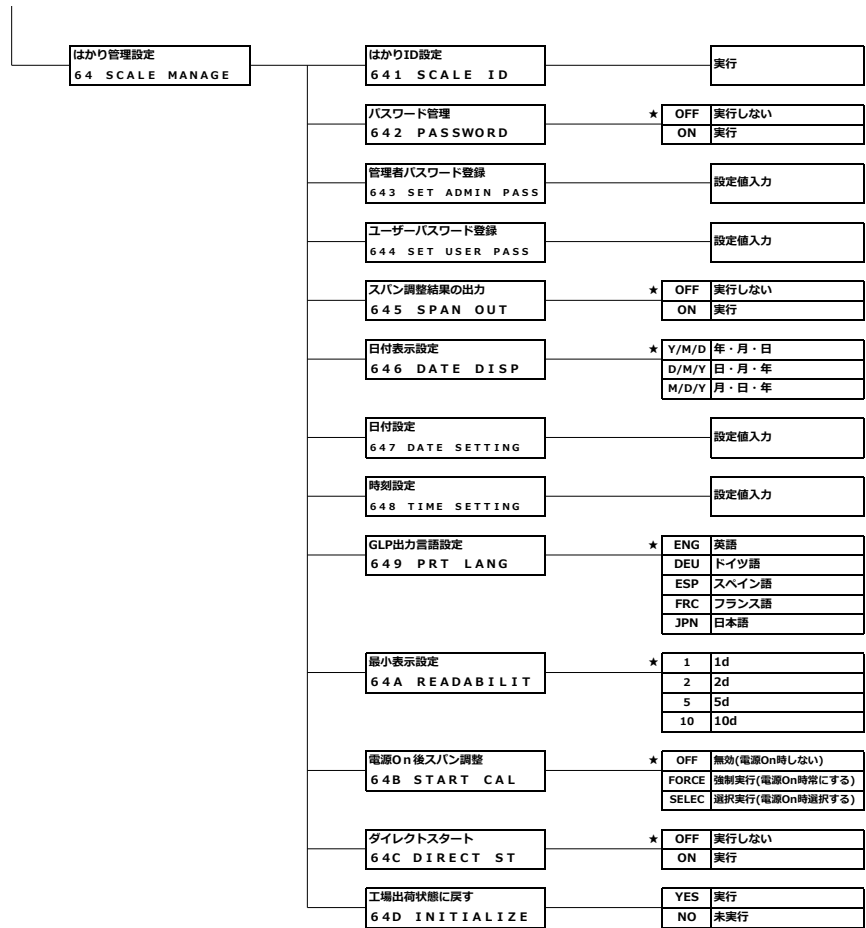 はかり管理設定
64 SCALE MANAGE
はかりID設定
641 SCALE ID
実行
パスワード管理
642 PASSWORD
★ OFF 実行しない
ON 実行
管理者パスワード登録
643 SET ADMIN PASS
設定値入力
ユーザーパスワード登録
644 SET USER PASS
設定値入力
スパン調整結果の出力
645 SPAN OUT
★ OFF 実行しない
ON 実行
日付表示設定
646 DATE DISP
★ Y/M/D 年・月・日
D/M/Y 日・月・年
M/D/Y 月・日・年
日付設定
647 DATE SETTING
設定値入力
時刻設定
648 TIME SETTING
設定値入力
GLP出力言語設定
649 PRT LANG
★ ENG 英語
DEU ドイツ語
ESP スペイン語
FRC フランス語
JPN 日本語
最小表示設定
64A READABILIT
★ 1 1d
2 2d
5 5d
10 10d
電源On後スパン調整
64B START CAL
★ OFF 無効(電源On時しない)
FORCE 強制実行(電源On時常にする)
SELEC 選択実行(電源On時選択する)
ダイレクトスタート
64C DIRECT ST
★ OFF 実行しない
ON 実行
工場出荷状態に戻す
64D INITIALIZE
YES 実行
NO 未実行